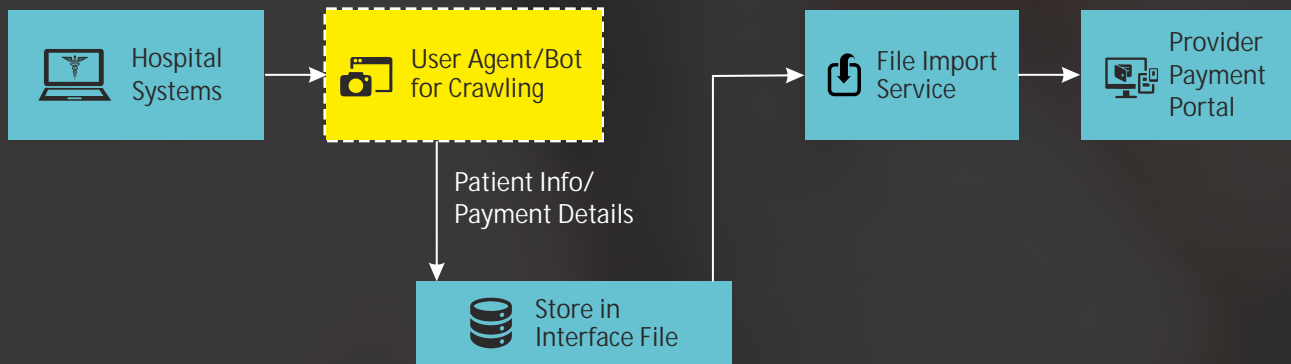 Hospital
Systems
User Agent/Bot
for Crawling
File Import
Service
Provider
Payment
Portal
Patient Info/
Payment Details
Store in
Interface File